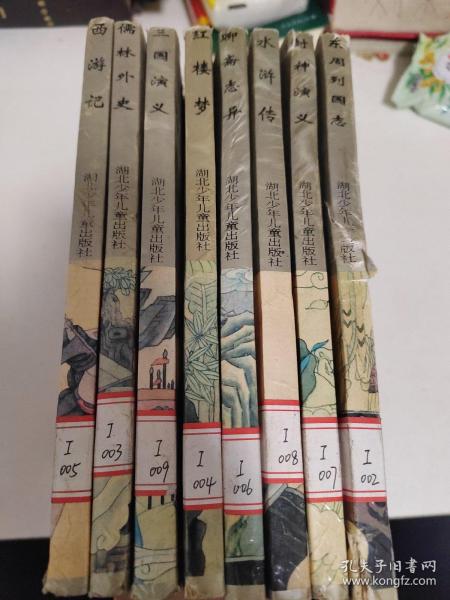 西游记
湖北少年儿童出版社
I
005
儒林外史
湖北少年儿童出版社
I
003
三国演义
湖北少年儿童出版社
I
009
红楼梦
湖北少年儿童出版社
I
004
聊斋志异
湖北少年儿童出版社
I
006
水浒传
湖北少年儿童出版社
I
008
封神演义
湖北少年儿童出版社
I
007
东周列国志
湖北少年儿童出版社
I
002
孔夫子旧书网
www.kongfz.com